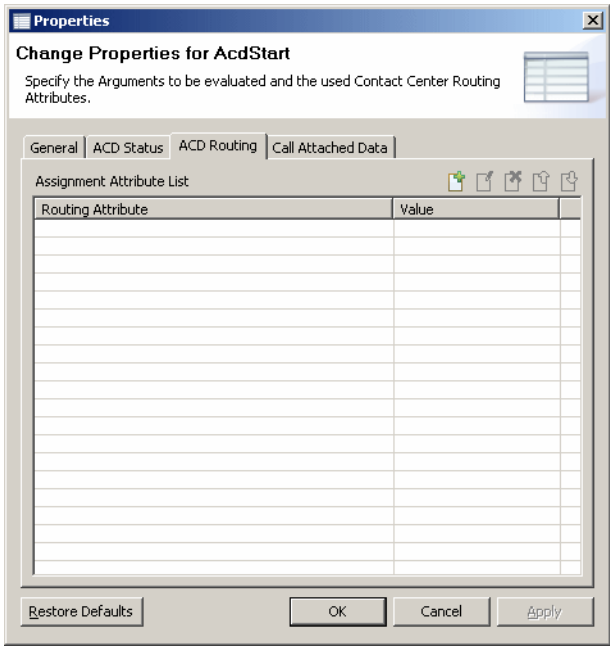 Properties
Change Properties for AcdStart
Specify the Arguments to be evaluated and the used Contact Center Routing
Attributes.
General ACD Status ACD Routing Call Attached Data
Assignment Attribute List
Routing Attribute Value
Restore Defaults OK Cancel Apply